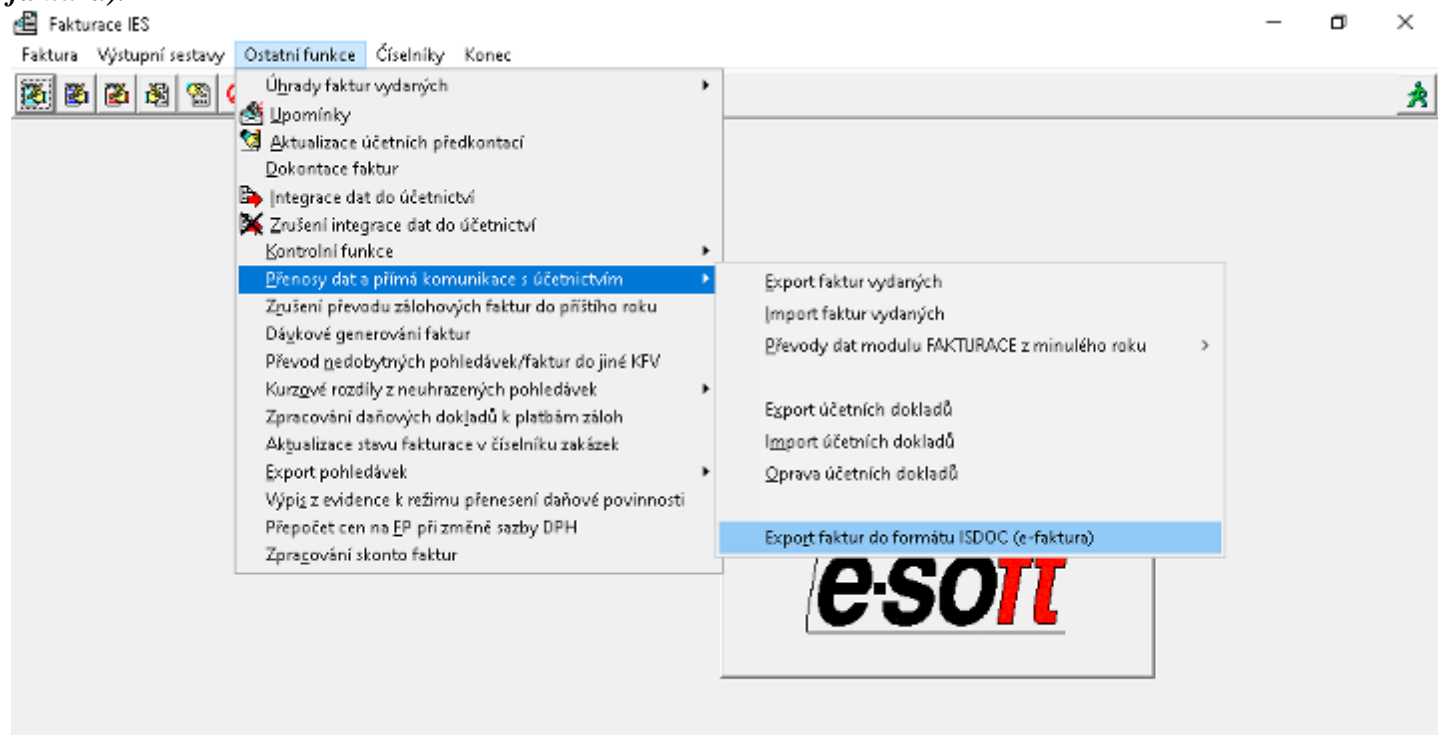 faktura).
Fakturace IES
Faktura Výstupní sestavy Ostatní funkce Číselníky Konec
Úhrady faktur vydaných
Upomínky
Aktualizace účetních předkontací
Dokontace faktur
Integrace dat do účetnictví
Zrušení integrace dat do účetnictví
Kontrolní funkce
Přenosy dat a přímá komunikace s účetnictvím
Zrušení převodu zálohových faktur do příštího roku
Dávkové generování faktur
Převod nedobytných pohledávek/faktur do jiné KFV
Kurzové rozdíly z neuhrazených pohledávek
Zpracování daňových dokladů k platbám záloh
Aktualizace stavu fakturace v číselníku zakázek
Export pohledávek
Výpis z evidence k režimu přenesení daňové povinnosti
Přepočet cen na FP při změně sazby DPH
Zpracování skonto faktur
Export faktur vydaných
Import faktur vydaných
Převody dat modulu FAKTURACE z minulého roku
Export účetních dokladů
Import účetních dokladů
Oprava účetních dokladů
Export faktur do formátu ISDOC (e-faktura)
e-soft